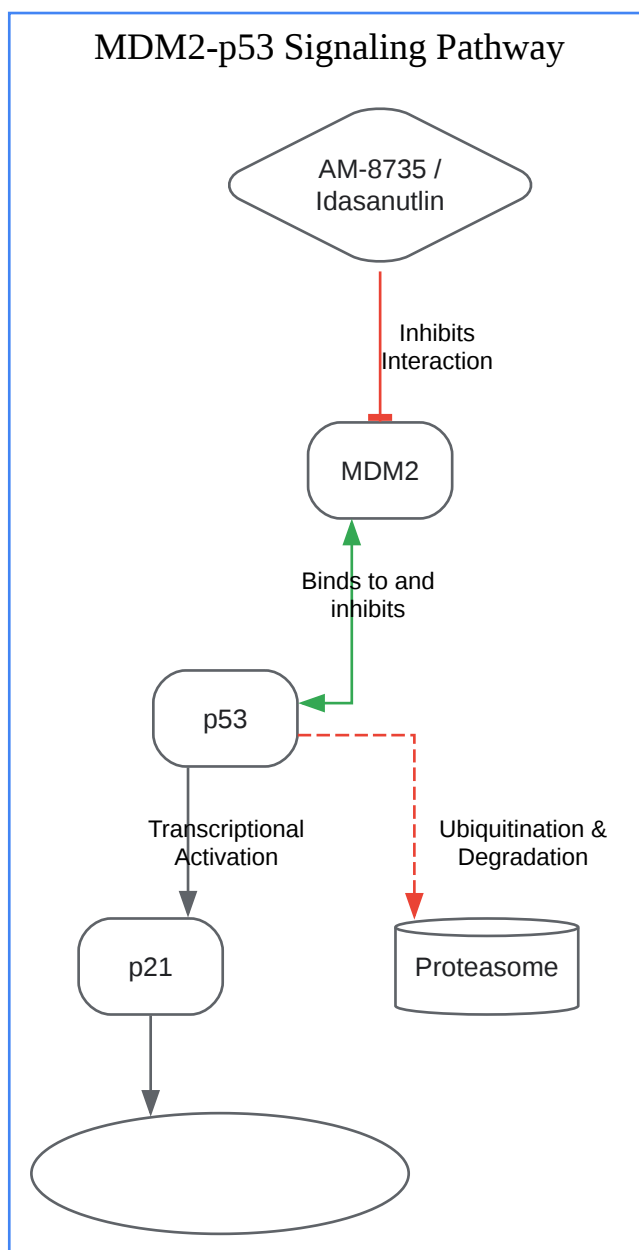 MDM2-p53 Signaling Pathway
AM-8735 /
Idasanutlin
Inhibits
Interaction
MDM2
Binds to and
inhibits
p53
Transcriptional
Activation
Ubiquitination &
Degradation
p21
Proteasome